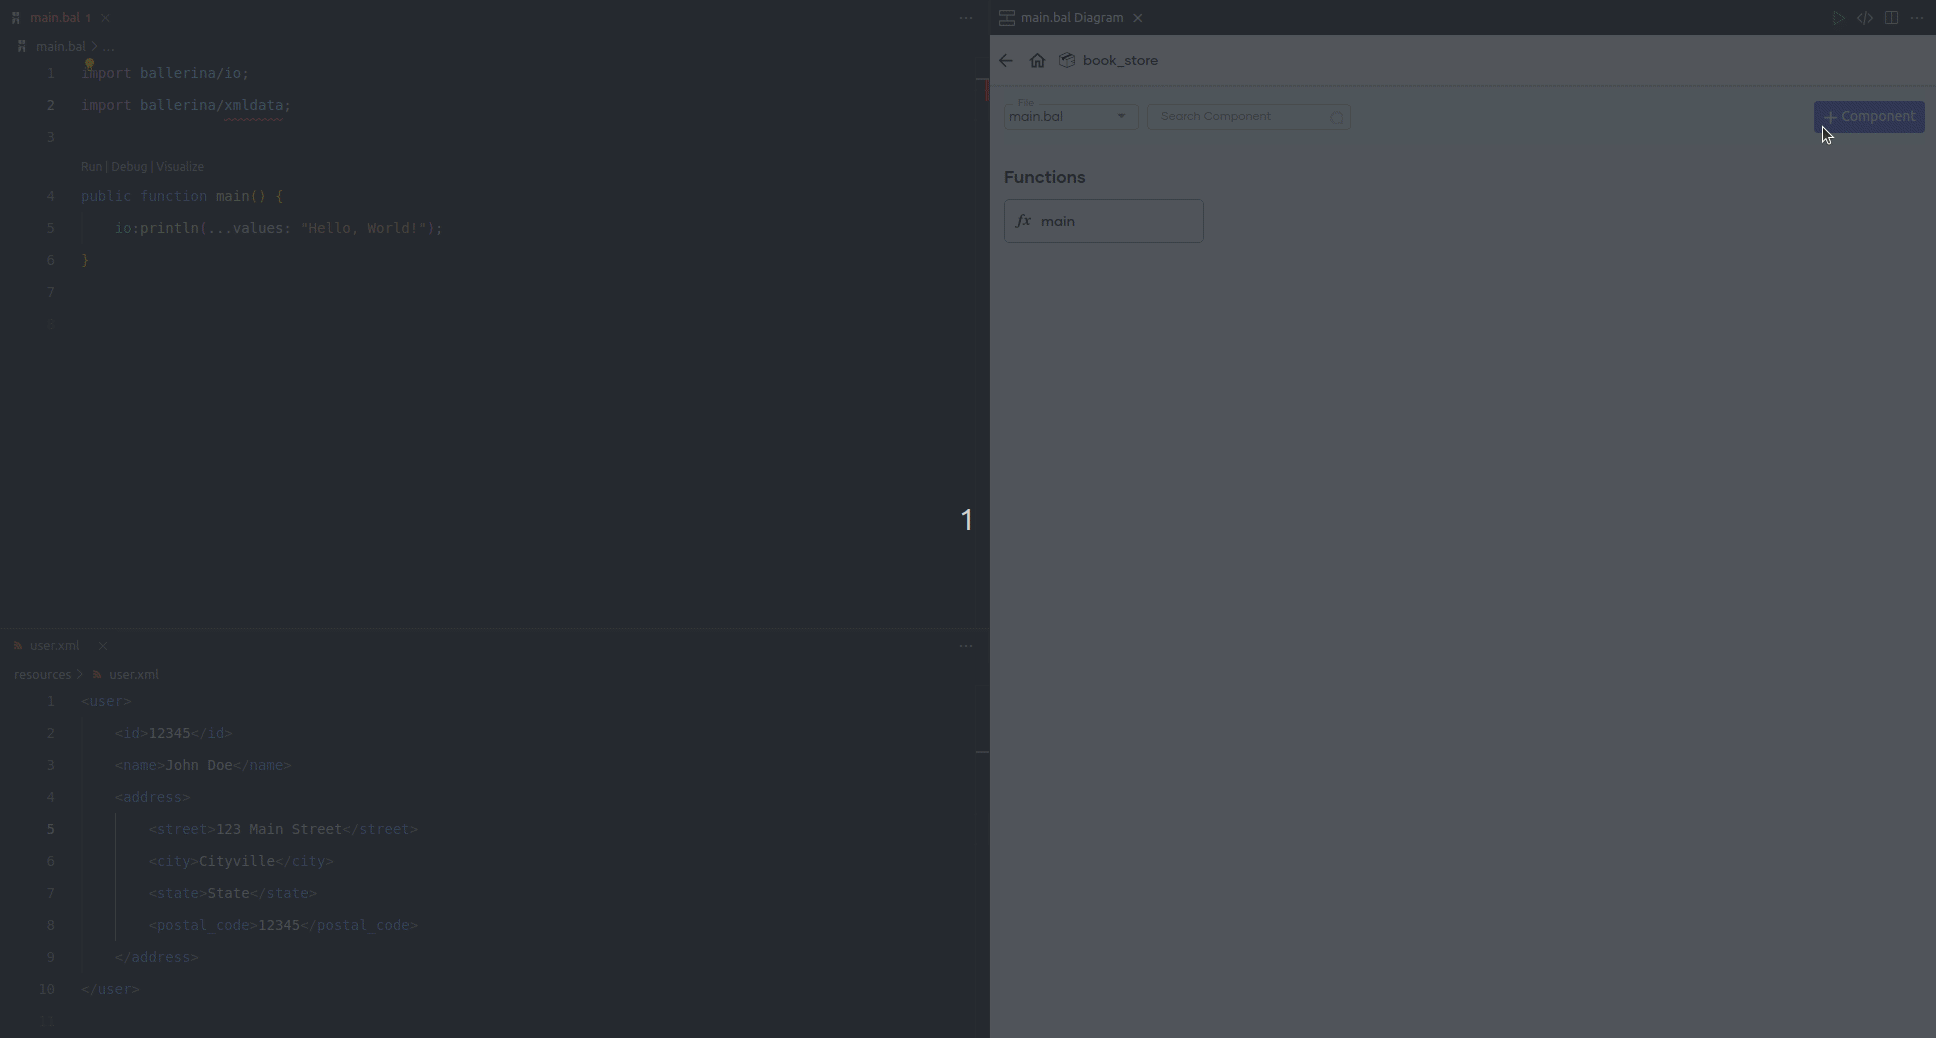 main.bal 1
main.bal > ...
1 import ballerina/io;
2 import ballerina/xmldata;
3
Run | Debug | Visualize
4 public function main() {
5 io:println(...values: "Hello, World!");
6 }
7
8
1
user.xml
resources > user.xml
1 <user>
2 <id>12345</id>
3 <name>John Doe</name>
4 <address>
5 <street>123 Main Street</street>
6 <city>Cityville</city>
7 <state>State</state>
8 <postal_code>12345</postal_code>
9 </address>
10 </user>
11
main.bal Diagram
book_store
File
main.bal
Search Component
+ Component
Functions
fx main